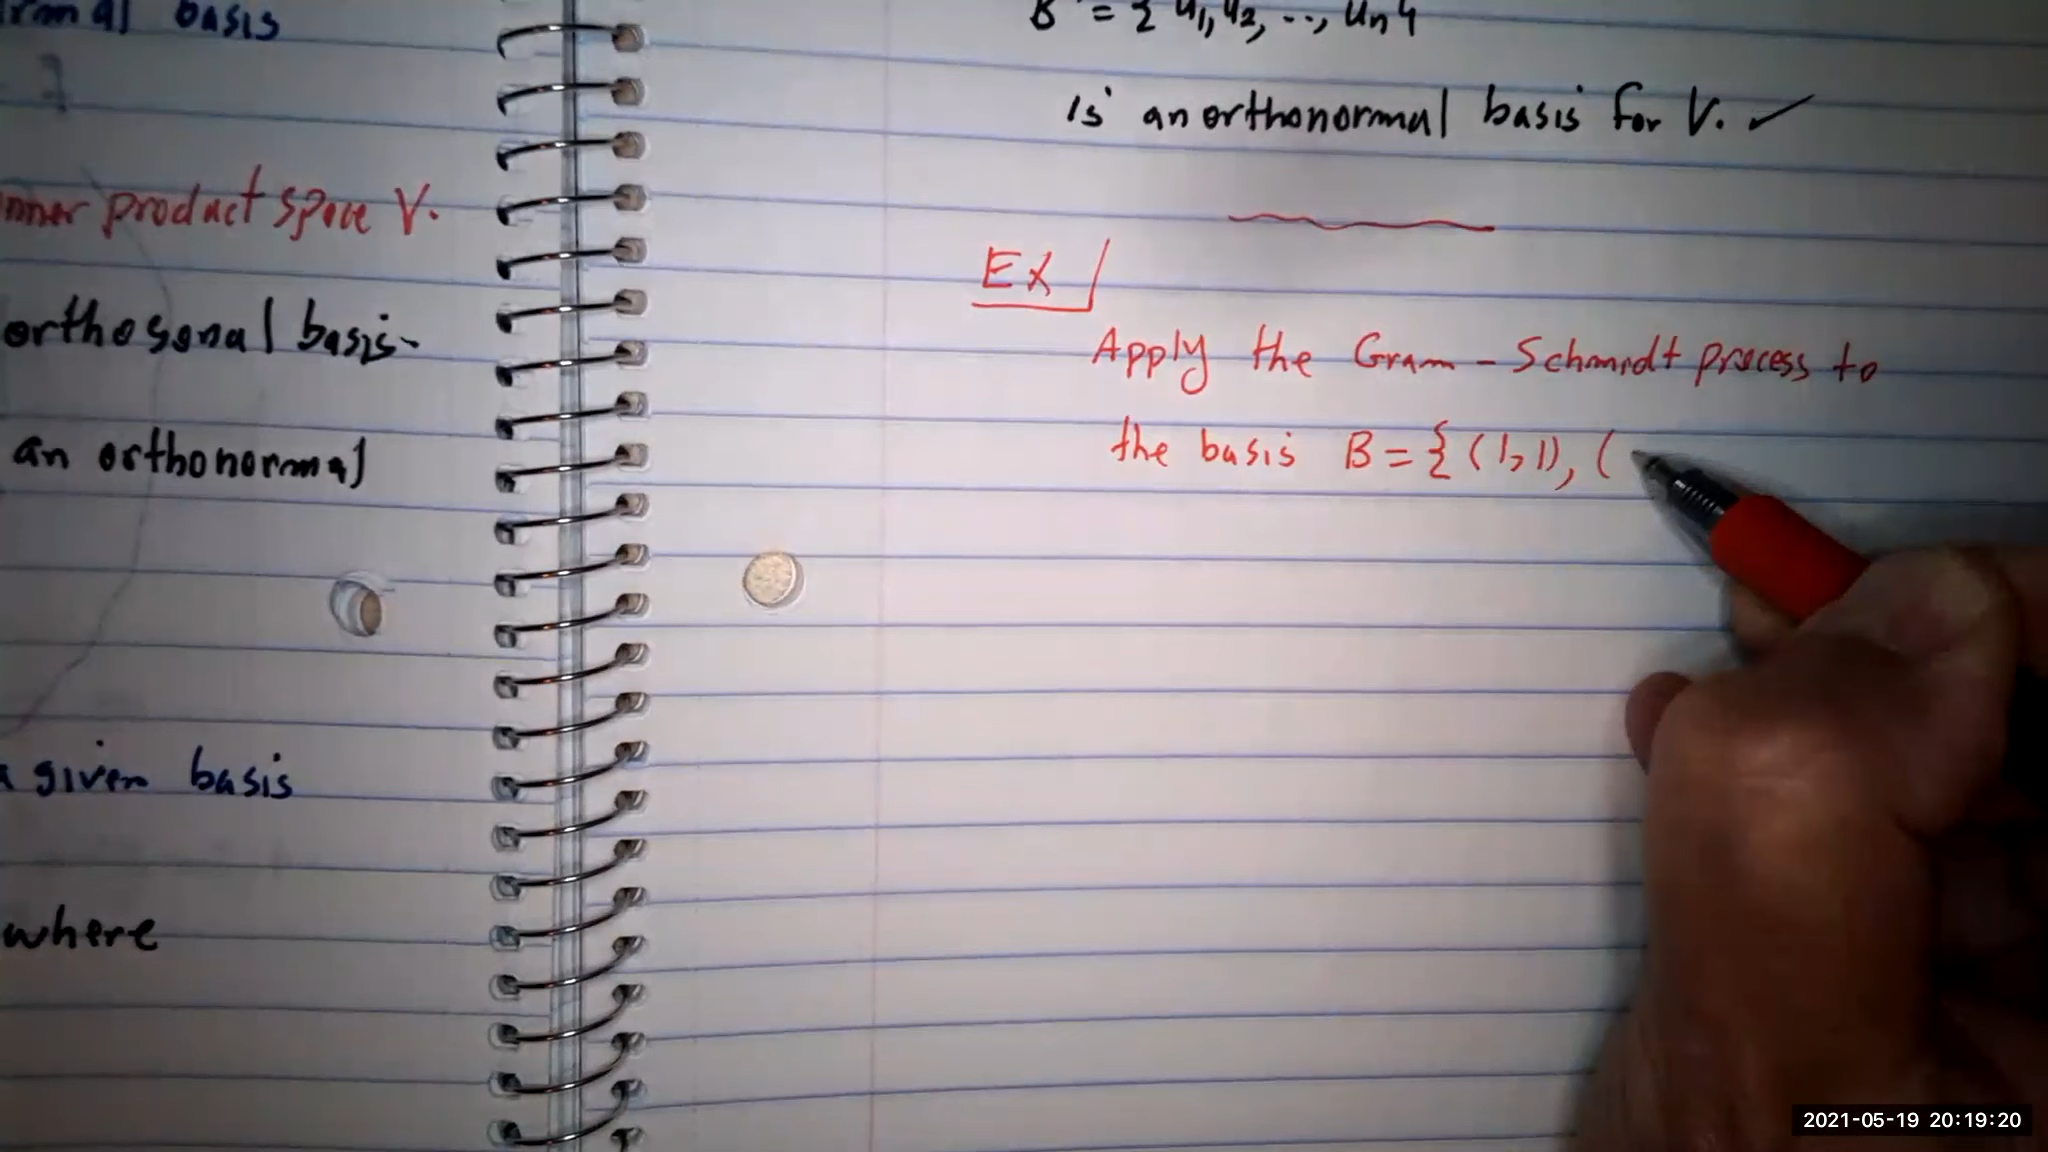 basis
inner product space V.
orthogonal basis-
an orthonormal
given basis
where
B = { u1, u2, .., un }
is an orthonormal basis for V. ✓
EX
Apply the Gram - Schmidt process to
the basis B = { (1,1), (
2021-05-19 20:19:20